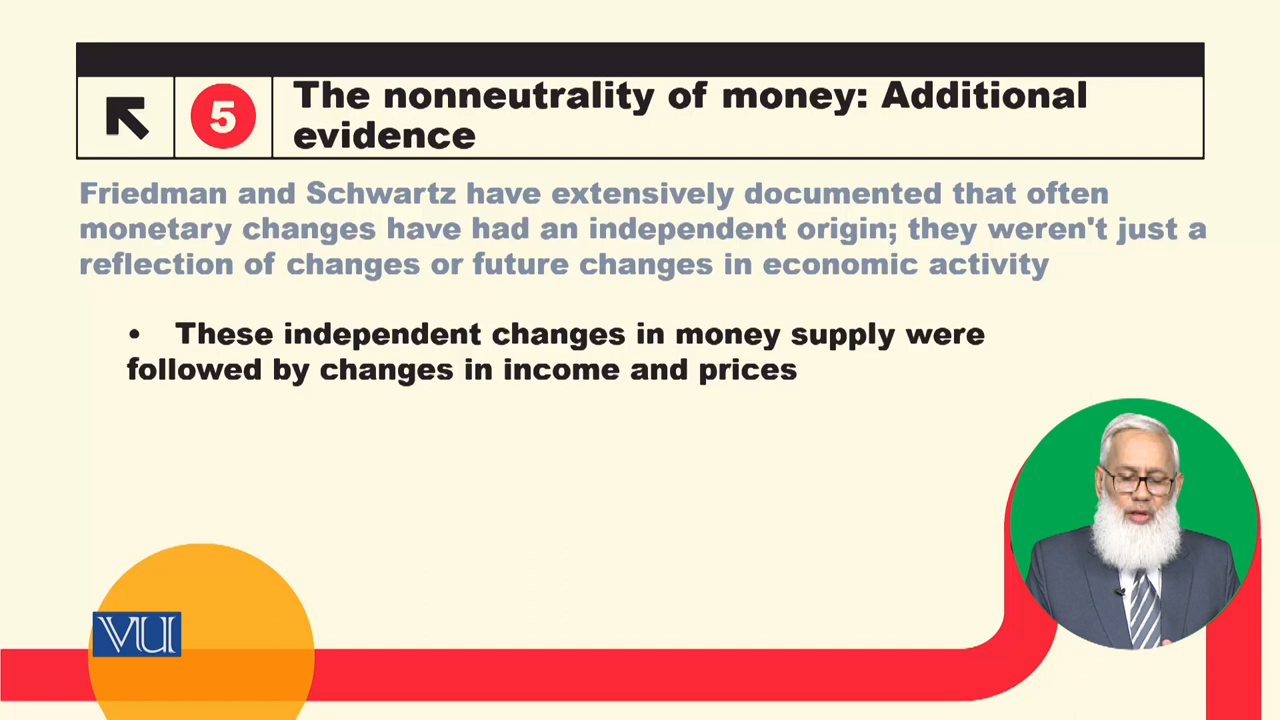 5
The nonneutrality of money: Additional
evidence
Friedman and Schwartz have extensively documented that often
monetary changes have had an independent origin; they weren't just a
reflection of changes or future changes in economic activity
• These independent changes in money supply were
followed by changes in income and prices
VU